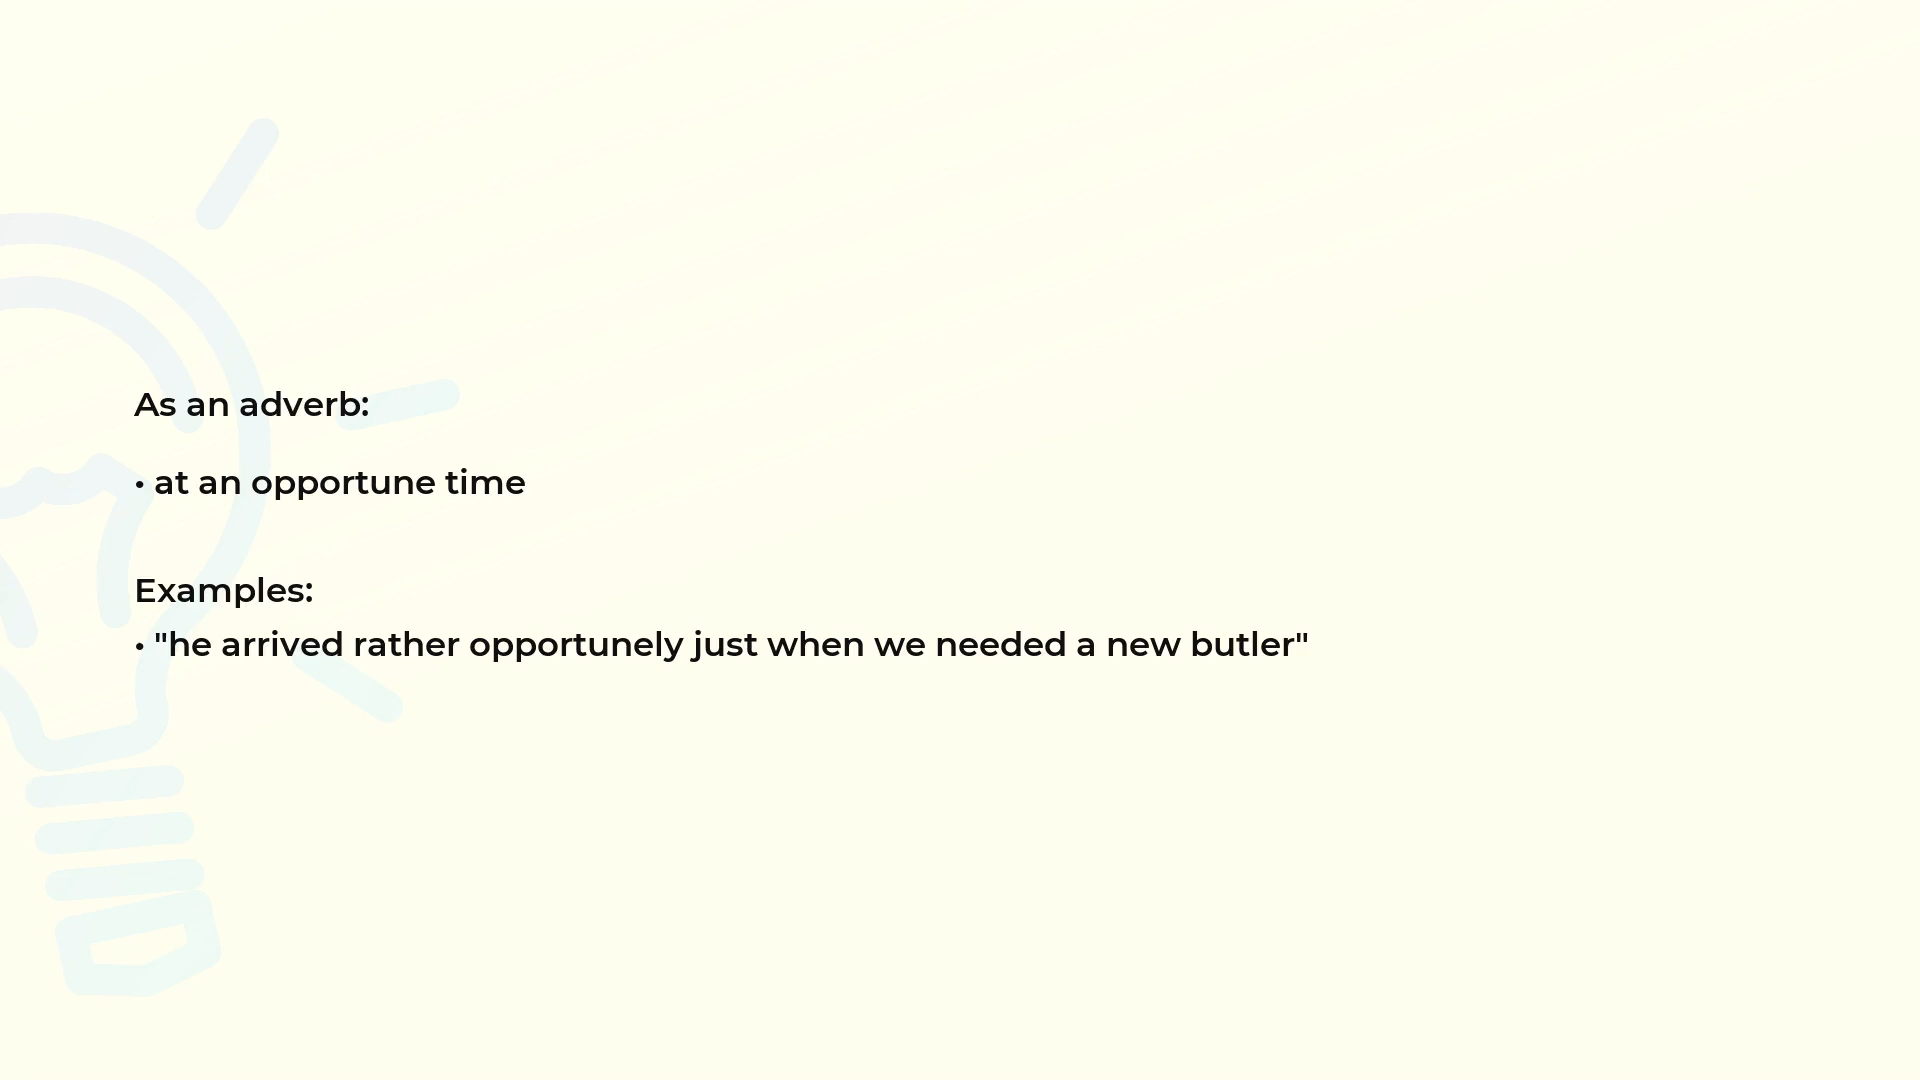 As an adverb:
• at an opportune time
Examples:
• "he arrived rather opportunely just when we needed a new butler"